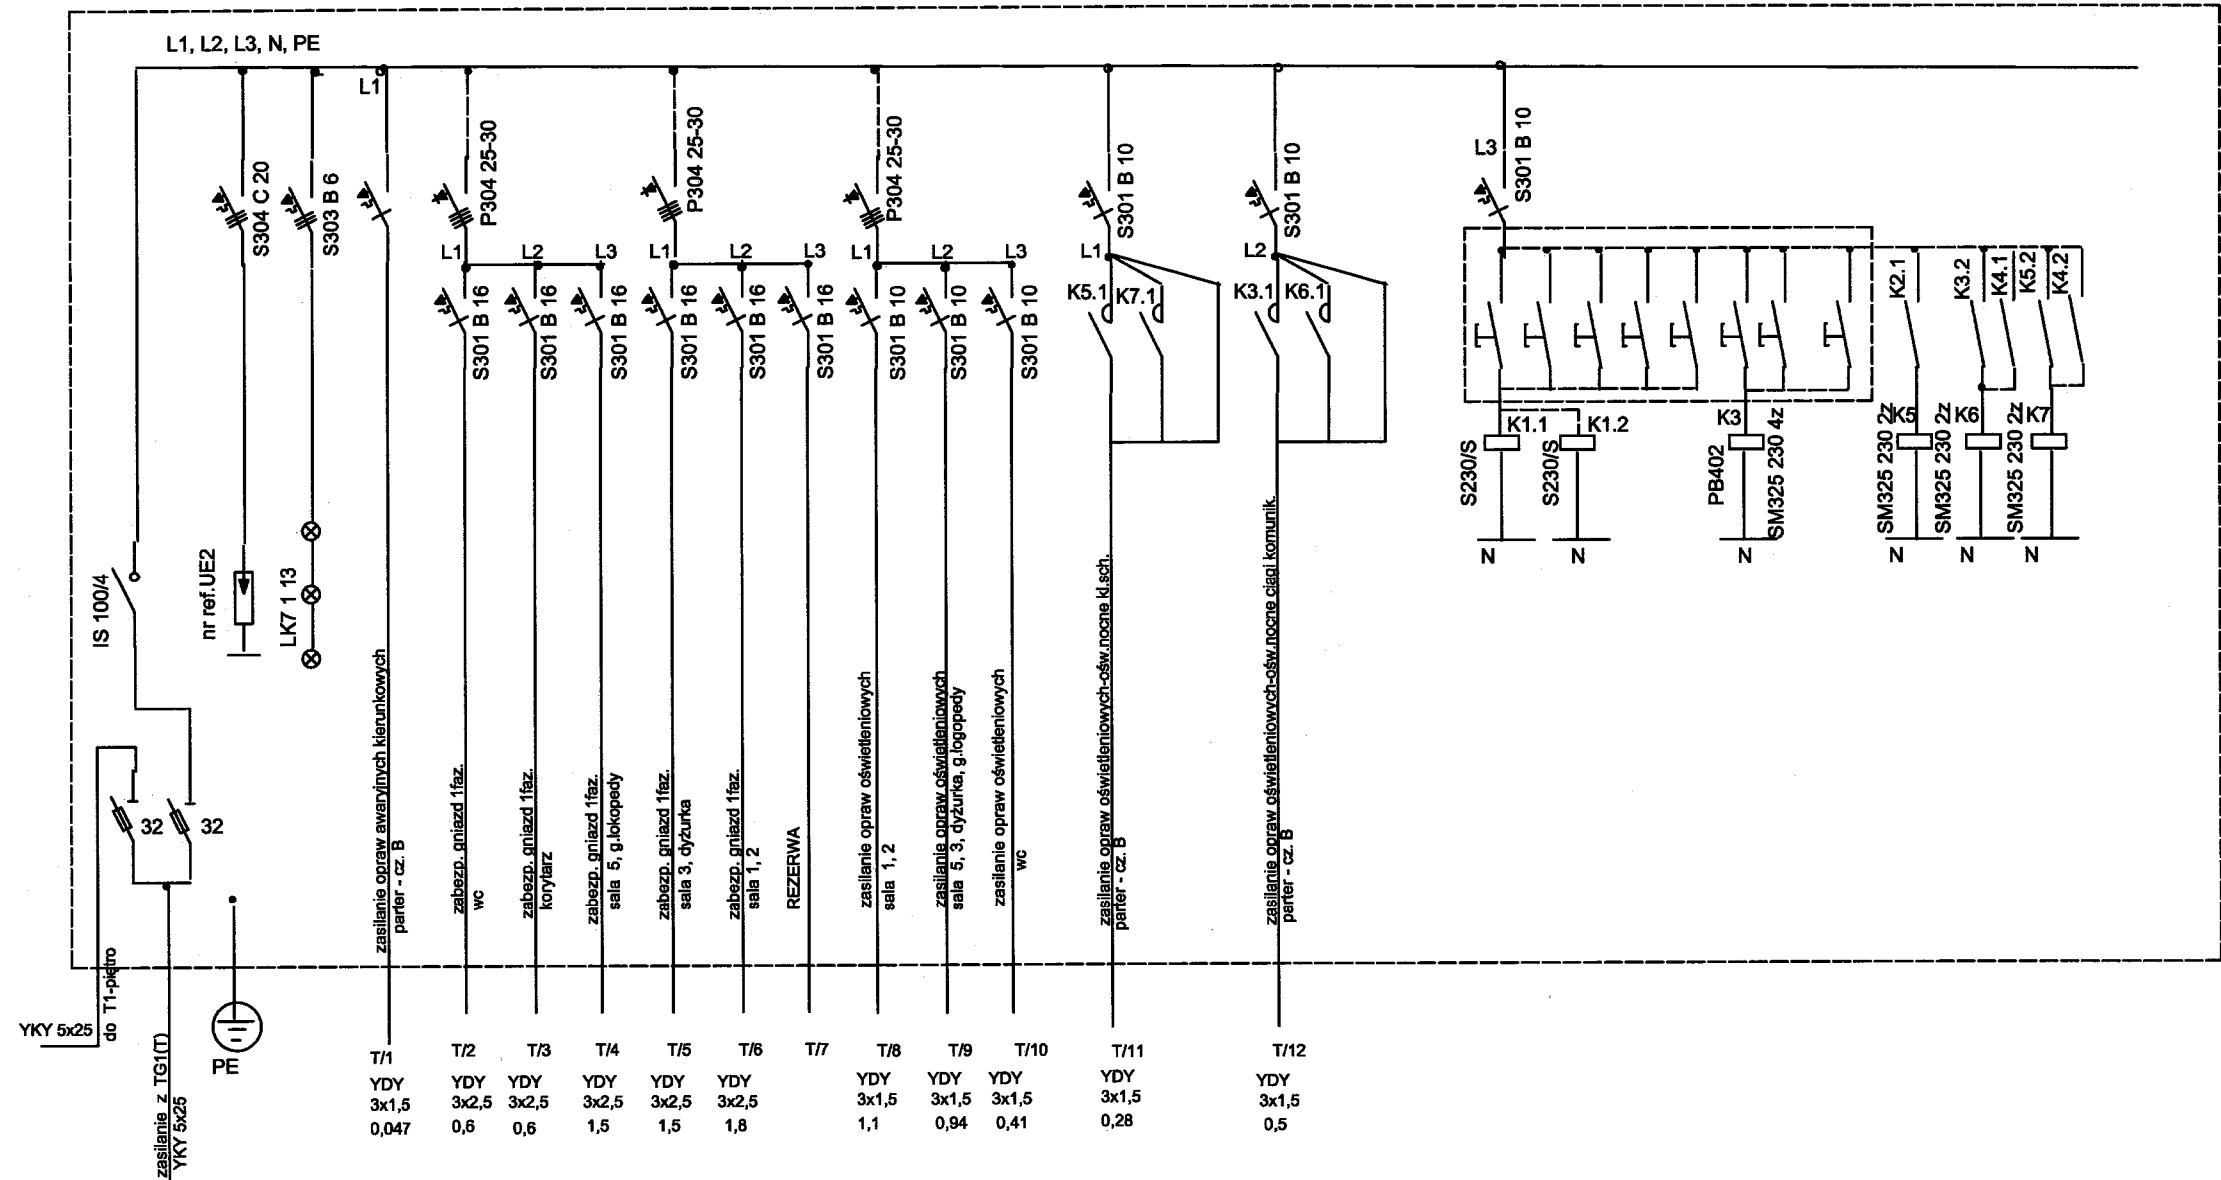 L1, L2, L3, N, PE
L1
S304 C 20
S303 B 6
P304 25-30
P304 25-30
P304 25-30
S301 B 10
S301 B 10
L3
S301 B 10
L1
L2
L3
L1
L2
L3
L1
L2
L3
L1
L2
S301 B 16
S301 B 16
S301 B 16
S301 B 16
S301 B 16
S301 B 16
S301 B 10
S301 B 10
S301 B 10
K5.1
K7.1
K3.1
K6.1
K2.1
K3.2
K4.1
K5.2
K4.2
K1.1
K1.2
K3
K5
K6
K7
S230/S
S230/S
PB402
SM325 230 4z
SM325 230 2z
SM325 230 2z
SM325 230 2z
N
N
N
N
N
N
IS 100/4
nr ref.UE2
LK7 1 13
32
32
zasilanie opraw awaryjnych kierunkowych
parter - cz. B
zabezp. gniazd 1faz.
wc
zabezp. gniazd 1faz.
korytarz
zabezp. gniazd 1faz.
sala 5, g.lokopedy
zabezp. gniazd 1faz.
sala 3, dyżurka
zabezp. gniazd 1faz.
sala 1, 2
REZERWA
zasilanie opraw oświetleniowych
sala 1, 2
zasilanie opraw oświetleniowych
sala 5, 3, dyżurka, g.logopedy
zasilanie opraw oświetleniowych
wc
zasilanie opraw oświetleniowych-ośw.nocne kl.sch.
parter - cz. B
zasilanie opraw oświetleniowych-ośw.nocne ciągi komunik.
parter - cz. B
YKY 5x25
do T1-piętro
zasilanie z TG1(T)
YKY 5x25
PE
T/1
T/2
T/3
T/4
T/5
T/6
T/7
T/8
T/9
T/10
T/11
T/12
YDY
3x1,5
0,047
YDY
3x2,5
0,6
YDY
3x2,5
0,6
YDY
3x2,5
1,5
YDY
3x2,5
1,5
YDY
3x2,5
1,8
YDY
3x1,5
1,1
YDY
3x1,5
0,94
YDY
3x1,5
0,41
YDY
3x1,5
0,28
YDY
3x1,5
0,5